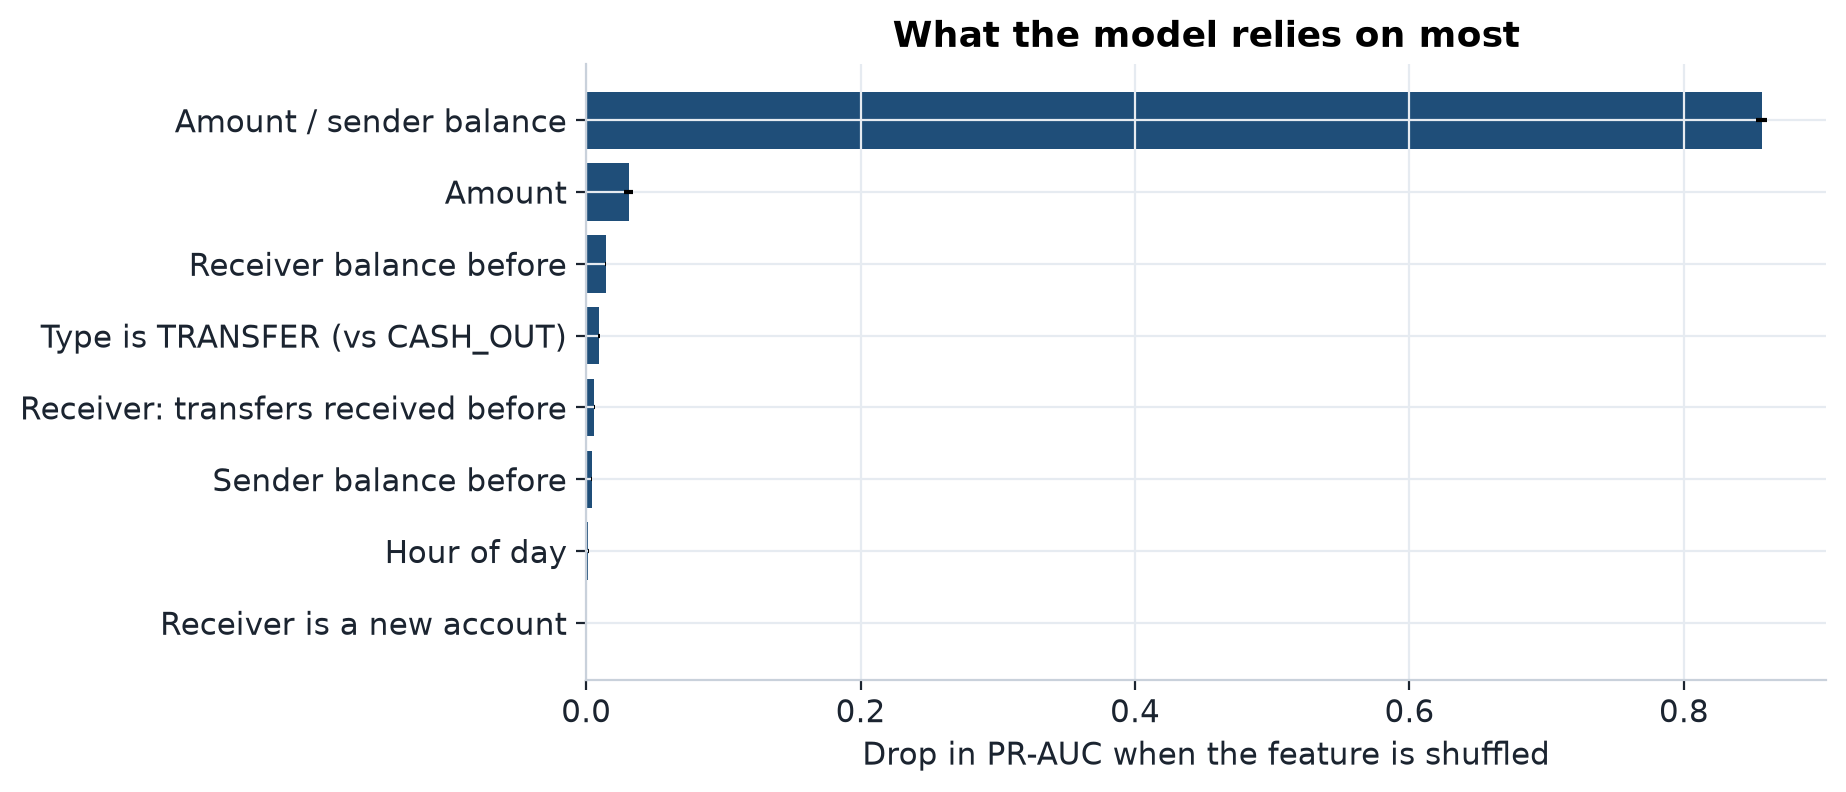 What the model relies on most
Amount / sender balance
Amount
Receiver balance before
Type is TRANSFER (vs CASH_OUT)
Receiver: transfers received before
Sender balance before
Hour of day
Receiver is a new account
0.0 0.2 0.4 0.6 0.8
Drop in PR-AUC when the feature is shuffled